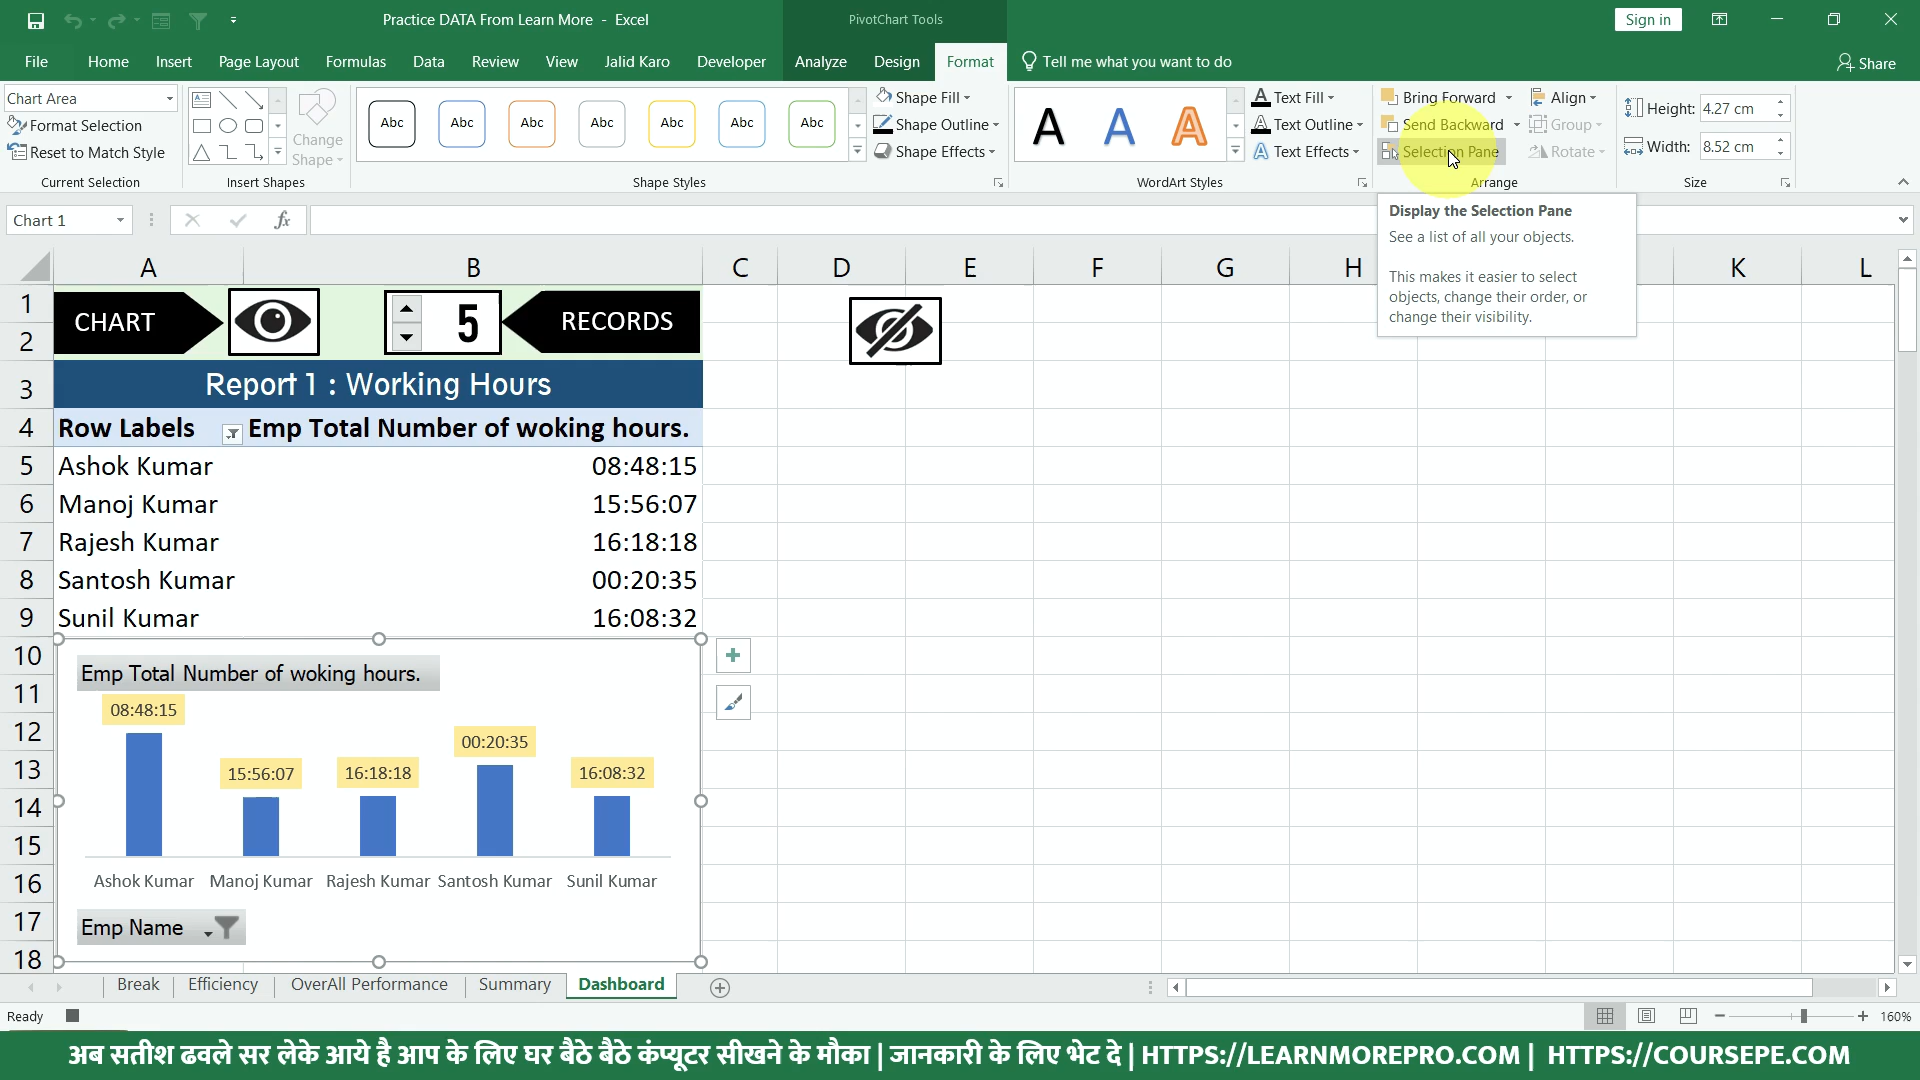 Practice DATA From Learn More - Excel
PivotChart Tools
Sign in
File Home Insert Page Layout Formulas Data Review View Jalid Karo Developer Analyze Design Format Tell me what you want to do Share
Chart Area
Format Selection
Reset to Match Style
Current Selection
Change
Shape
Insert Shapes
Abc Abc Abc Abc Abc Abc Abc
Shape Fill
Shape Outline
Shape Effects
Shape Styles
A A A
Text Fill
Text Outline
Text Effects
WordArt Styles
Bring Forward
Send Backward
Selection Pane
Align
Group
Rotate
Arrange
Height: 4.27 cm
Width: 8.52 cm
Size
Chart 1
fx
Display the Selection Pane
See a list of all your objects.
This makes it easier to select
objects, change their order, or
change their visibility.
A B C D E F G H K L
1
2
CHART 5 RECORDS
3 Report 1 : Working Hours
4 Row Labels Emp Total Number of woking hours.
5 Ashok Kumar 08:48:15
6 Manoj Kumar 15:56:07
7 Rajesh Kumar 16:18:18
8 Santosh Kumar 00:20:35
9 Sunil Kumar 16:08:32
10
11
12
13
14
15
16
17
18
Emp Total Number of woking hours.
08:48:15 15:56:07 16:18:18 00:20:35 16:08:32
Ashok Kumar Manoj Kumar Rajesh Kumar Santosh Kumar Sunil Kumar
Emp Name
Break Efficiency OverAll Performance Summary Dashboard
Ready
160%
अब सतीश ढवले सर लेके आये है आप के लिए घर बैठे बैठे कंप्यूटर सीखने के मौका | जानकारी के लिए भेट दे | HTTPS://LEARNMOREPRO.COM | HTTPS://COURSEPE.COM